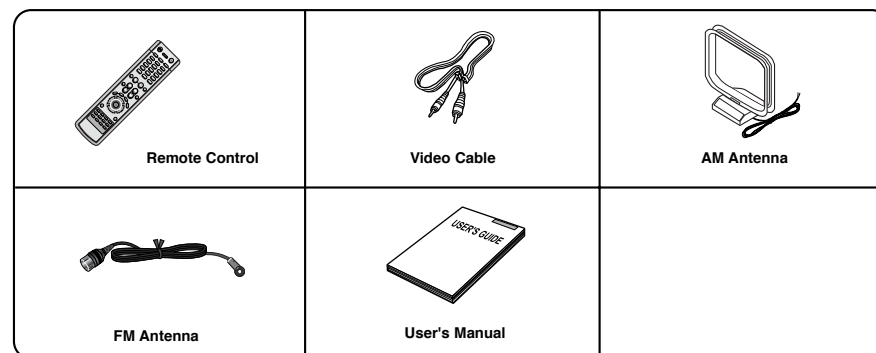 Remote Control
Video Cable
AM Antenna
USER'S GUIDE
FM Antenna
User's Manual